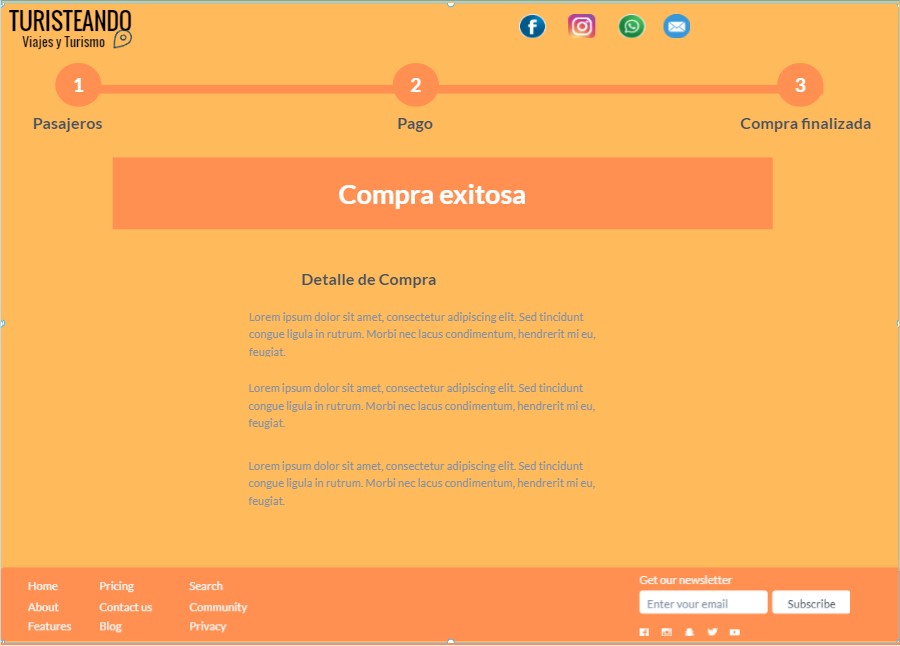 TURISTEANDO
Viajes y Turismo
1 2 3
Pasajeros Pago Compra finalizada
Compra exitosa
Detalle de Compra
Lorem ipsum dolor sit amet, consectetur adipiscing elit. Sed tincidunt
congue ligula in rutrum. Morbi nec lacus condimentum, hendrerit mi eu,
feugiat.
Lorem ipsum dolor sit amet, consectetur adipiscing elit. Sed tincidunt
congue ligula in rutrum. Morbi nec lacus condimentum, hendrerit mi eu,
feugiat.
Lorem ipsum dolor sit amet, consectetur adipiscing elit. Sed tincidunt
congue ligula in rutrum. Morbi nec lacus condimentum, hendrerit mi eu,
feugiat.
Home Pricing Search
About Contact us Community
Features Blog Privacy
Get our newsletter
Enter your email Subscribe